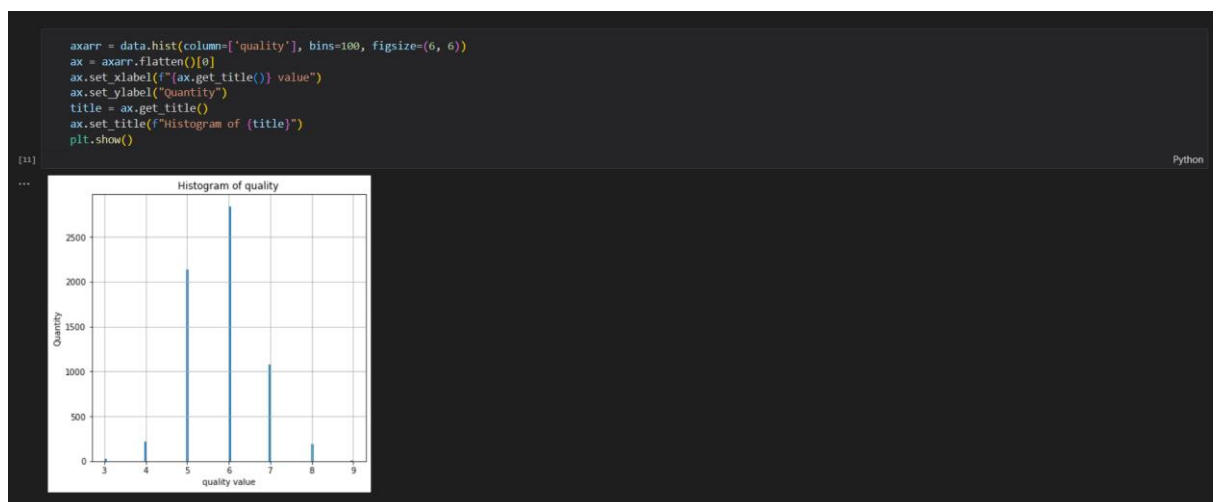 axarr = data.hist(column=['quality'], bins=100, figsize=(6, 6))
ax = axarr.flatten()[0]
ax.set_xlabel(f"{ax.get_title()} value")
ax.set_ylabel("Quantity")
title = ax.get_title()
ax.set_title(f"Histogram of {title}")
plt.show()
[11]
Python
...
Histogram of quality
2500
2000
1500
1000
500
0
Quantity
3 4 5 6 7 8 9
quality value